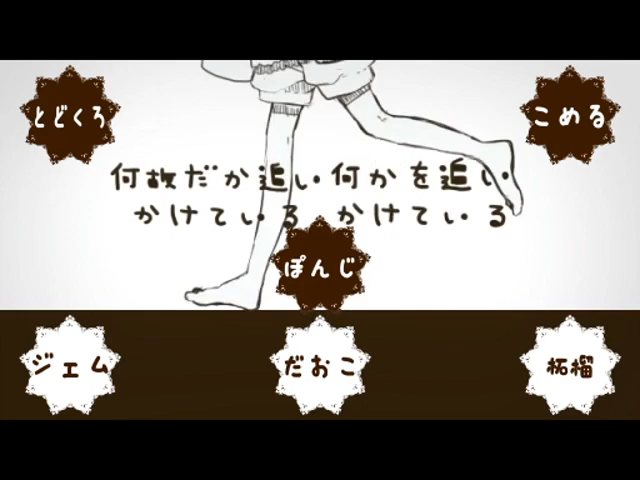 とどくろ
こめる
何故だか追い何かを追い
かけている かけている
ぽんじ
ジェム
だおこ
柘榴